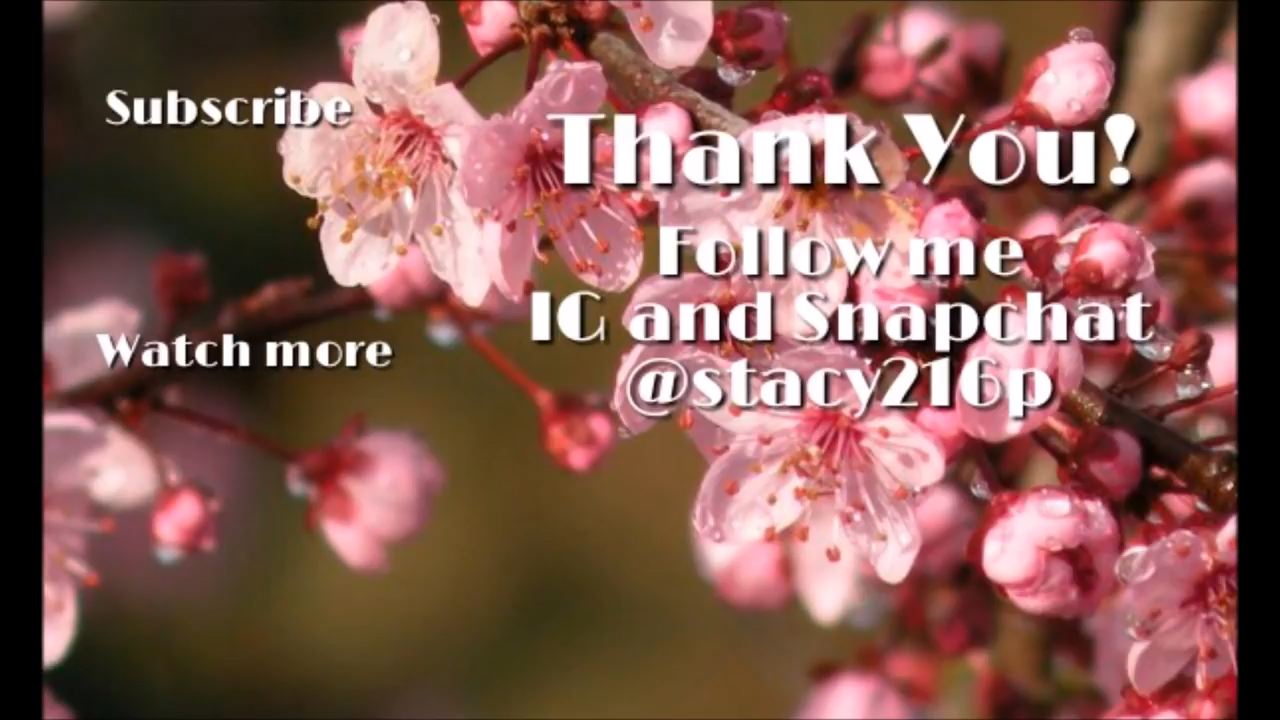 Subscribe
Thank You!
Follow me
IG and Snapchat
@stacy216p
Watch more